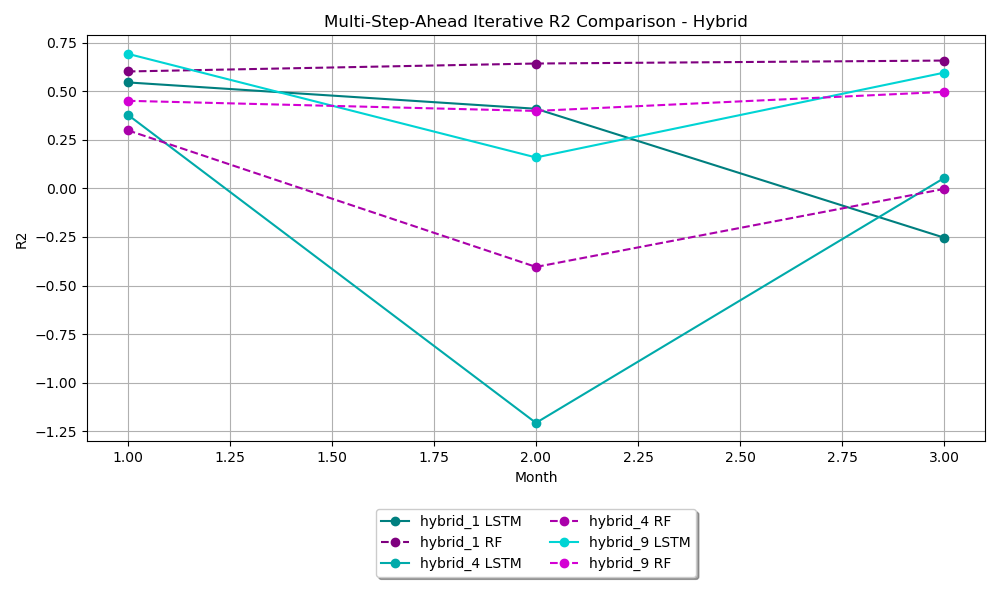 Multi-Step-Ahead Iterative R2 Comparison - Hybrid
0.75
0.50
0.25
0.00
−0.25
−0.50
−0.75
−1.00
−1.25
R2
1.00 1.25 1.50 1.75 2.00 2.25 2.50 2.75 3.00
Month
hybrid_1 LSTM
hybrid_1 RF
hybrid_4 LSTM
hybrid_4 RF
hybrid_9 LSTM
hybrid_9 RF